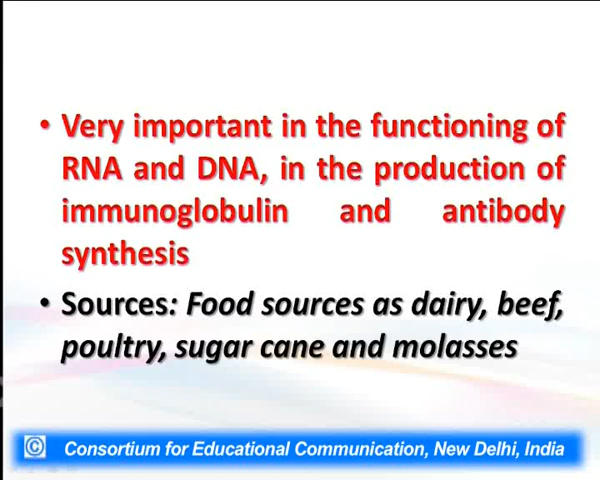 • Very important in the functioning of
RNA and DNA, in the production of
immunoglobulin and antibody
synthesis
• Sources: Food sources as dairy, beef,
poultry, sugar cane and molasses
© Consortium for Educational Communication, New Delhi, India